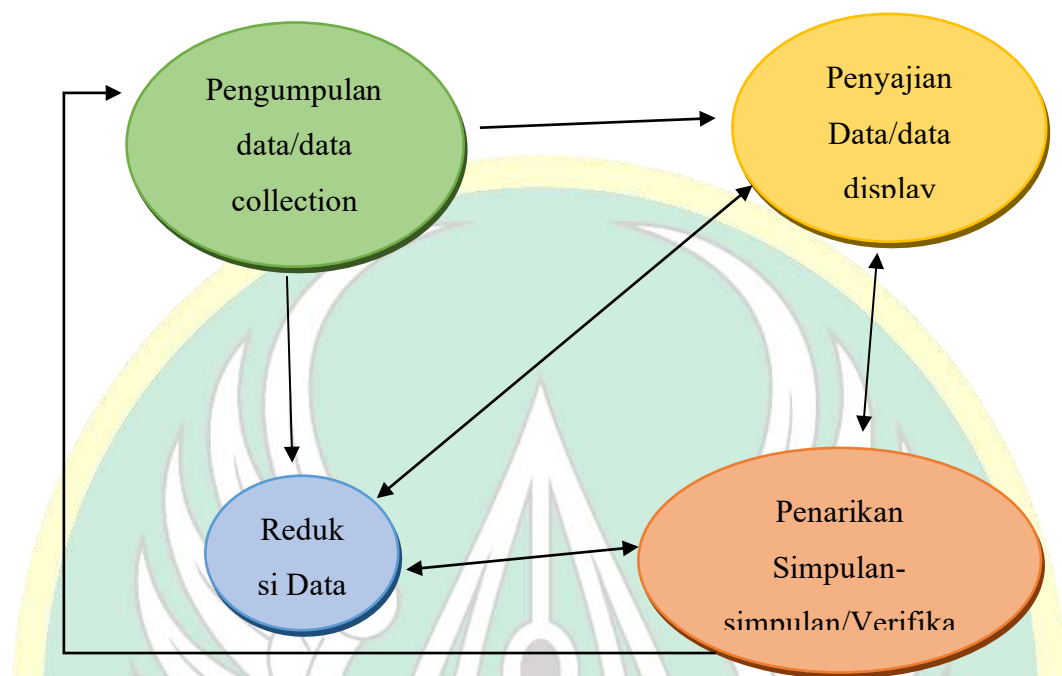 Pengumpulan
data/data
collection
Penyajian
Data/data
display
Reduk
si Data
Penarikan
Simpulan-
simpulan/Verifika